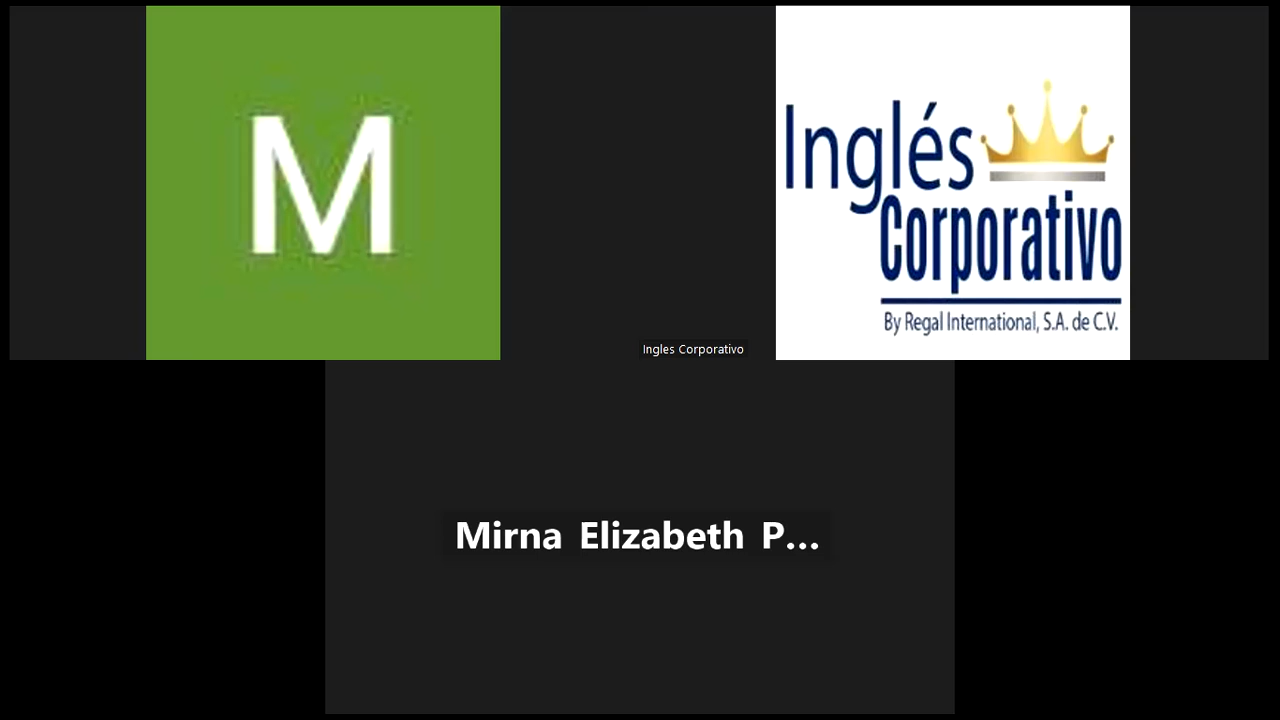 M
Inglés
Corporativo
By Regal International, S.A. de C.V.
Ingles Corporativo
Mirna Elizabeth P...